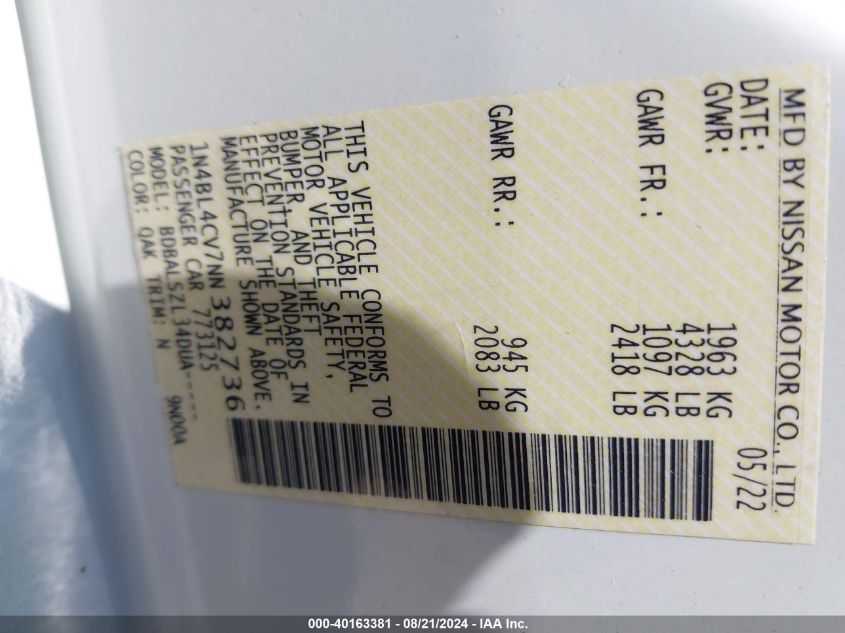 MFD BY NISSAN MOTOR CO., LTD.
DATE: 05/22
GVWR: 1963 KG
4328 LB
GAWR FR.: 1097 KG
2418 LB
GAWR RR.: 945 KG
2083 LB
THIS VEHICLE CONFORMS TO
ALL APPLICABLE FEDERAL
MOTOR VEHICLE SAFETY,
BUMPER, AND THEFT
PREVENTION STANDARDS IN
EFFECT ON THE DATE OF
MANUFACTURE SHOWN ABOVE.
1N4BL4CV7NN382736
PASSENGER CAR 773125
MODEL: BDBALSZL34DUA-----
COLOR: QAK TRIM: N 9N00A
000-40163381 - 08/21/2024 - IAA Inc.